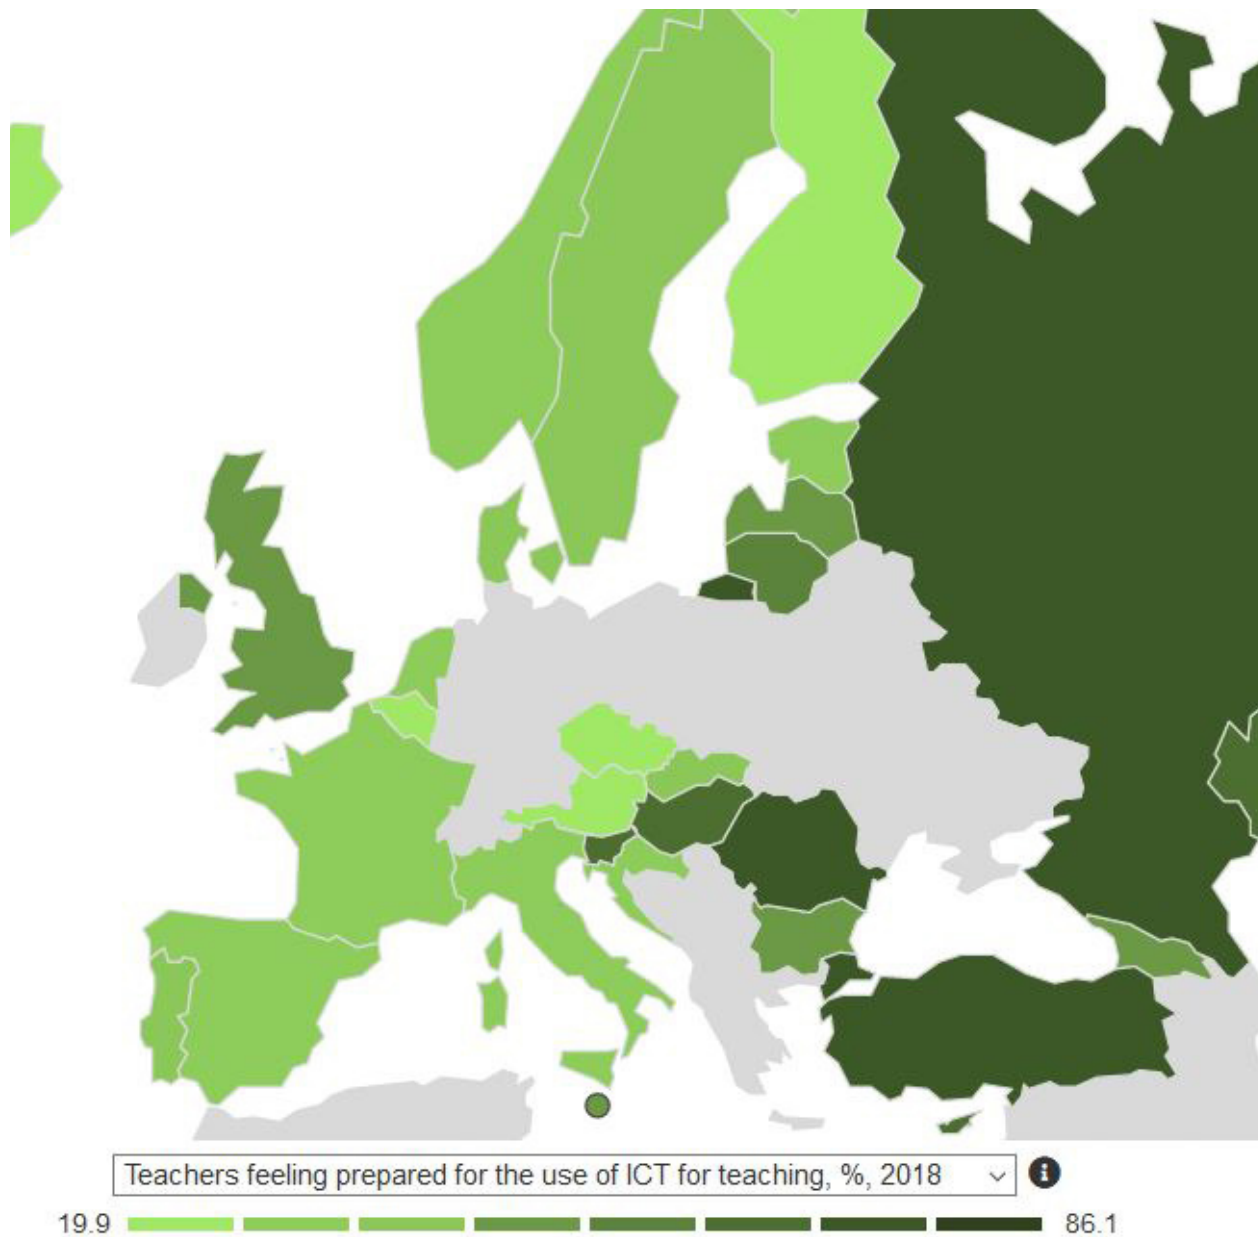 Teachers feeling prepared for the use of ICT for teaching, %, 2018
19.9 86.1